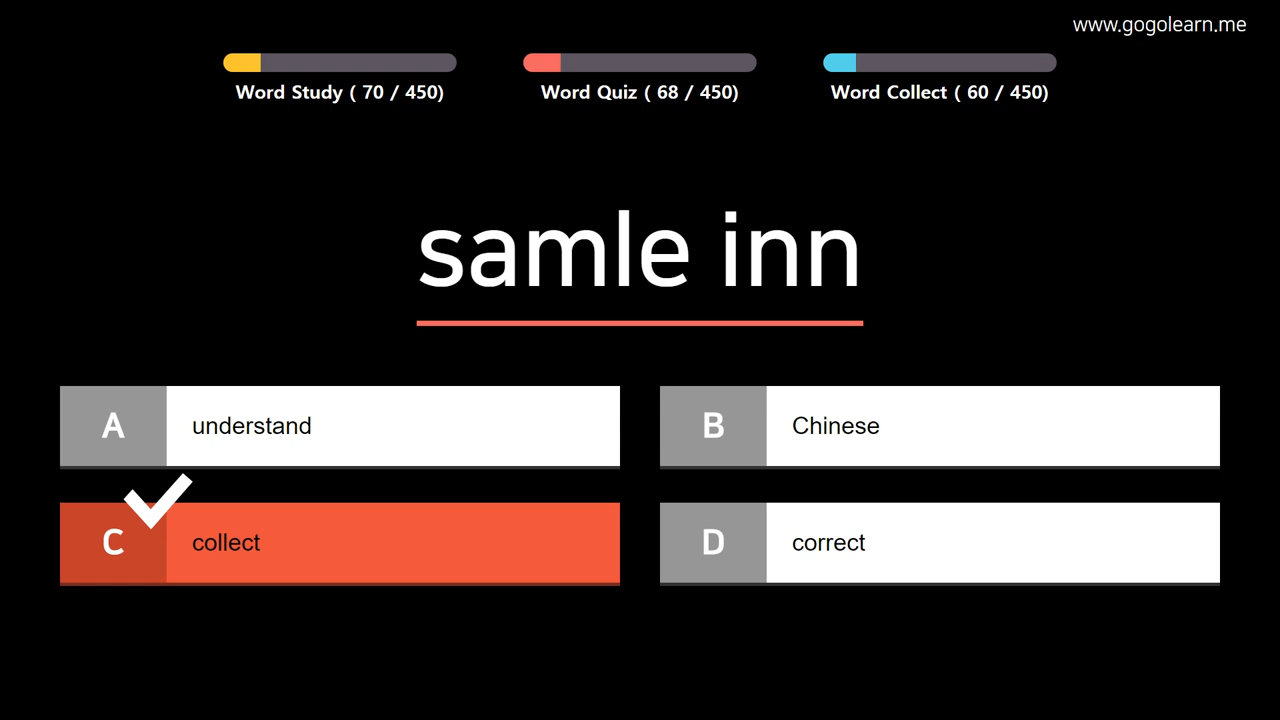 www.gogolearn.me
Word Study ( 70 / 450)
Word Quiz ( 68 / 450)
Word Collect ( 60 / 450)
samle inn
A understand
B Chinese
C collect
D correct